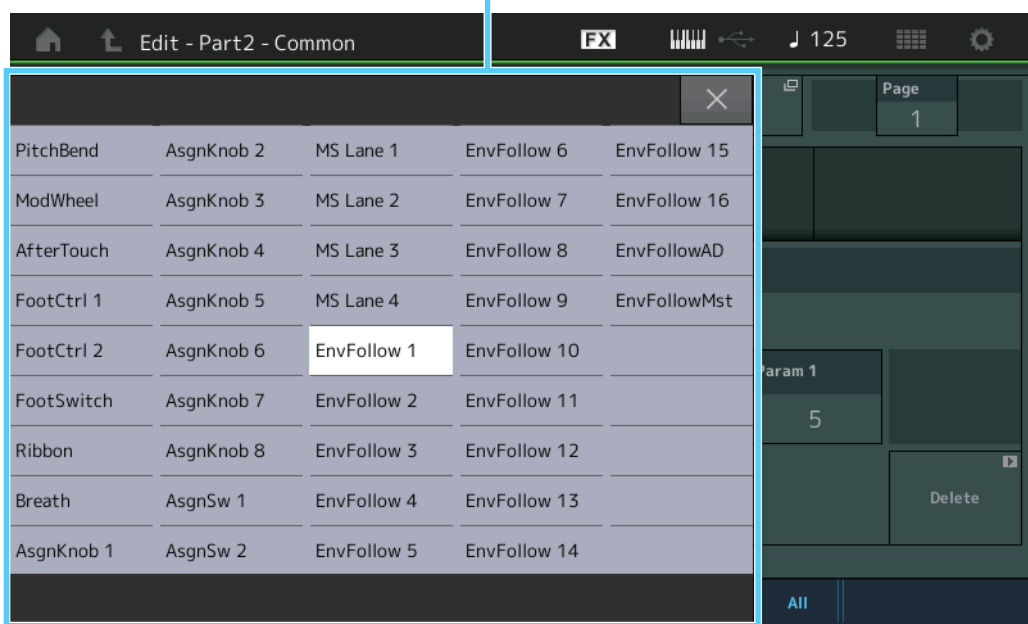 Edit - Part2 - Common FX ♩ 125
Page
1
PitchBend AsgnKnob 2 MS Lane 1 EnvFollow 6 EnvFollow 15
ModWheel AsgnKnob 3 MS Lane 2 EnvFollow 7 EnvFollow 16
AfterTouch AsgnKnob 4 MS Lane 3 EnvFollow 8 EnvFollowAD
FootCtrl 1 AsgnKnob 5 MS Lane 4 EnvFollow 9 EnvFollowMst
FootCtrl 2 AsgnKnob 6 EnvFollow 1 EnvFollow 10
FootSwitch AsgnKnob 7 EnvFollow 2 EnvFollow 11
Ribbon AsgnKnob 8 EnvFollow 3 EnvFollow 12
Breath AsgnSw 1 EnvFollow 4 EnvFollow 13
AsgnKnob 1 AsgnSw 2 EnvFollow 5 EnvFollow 14
Param 1
5
Delete
All